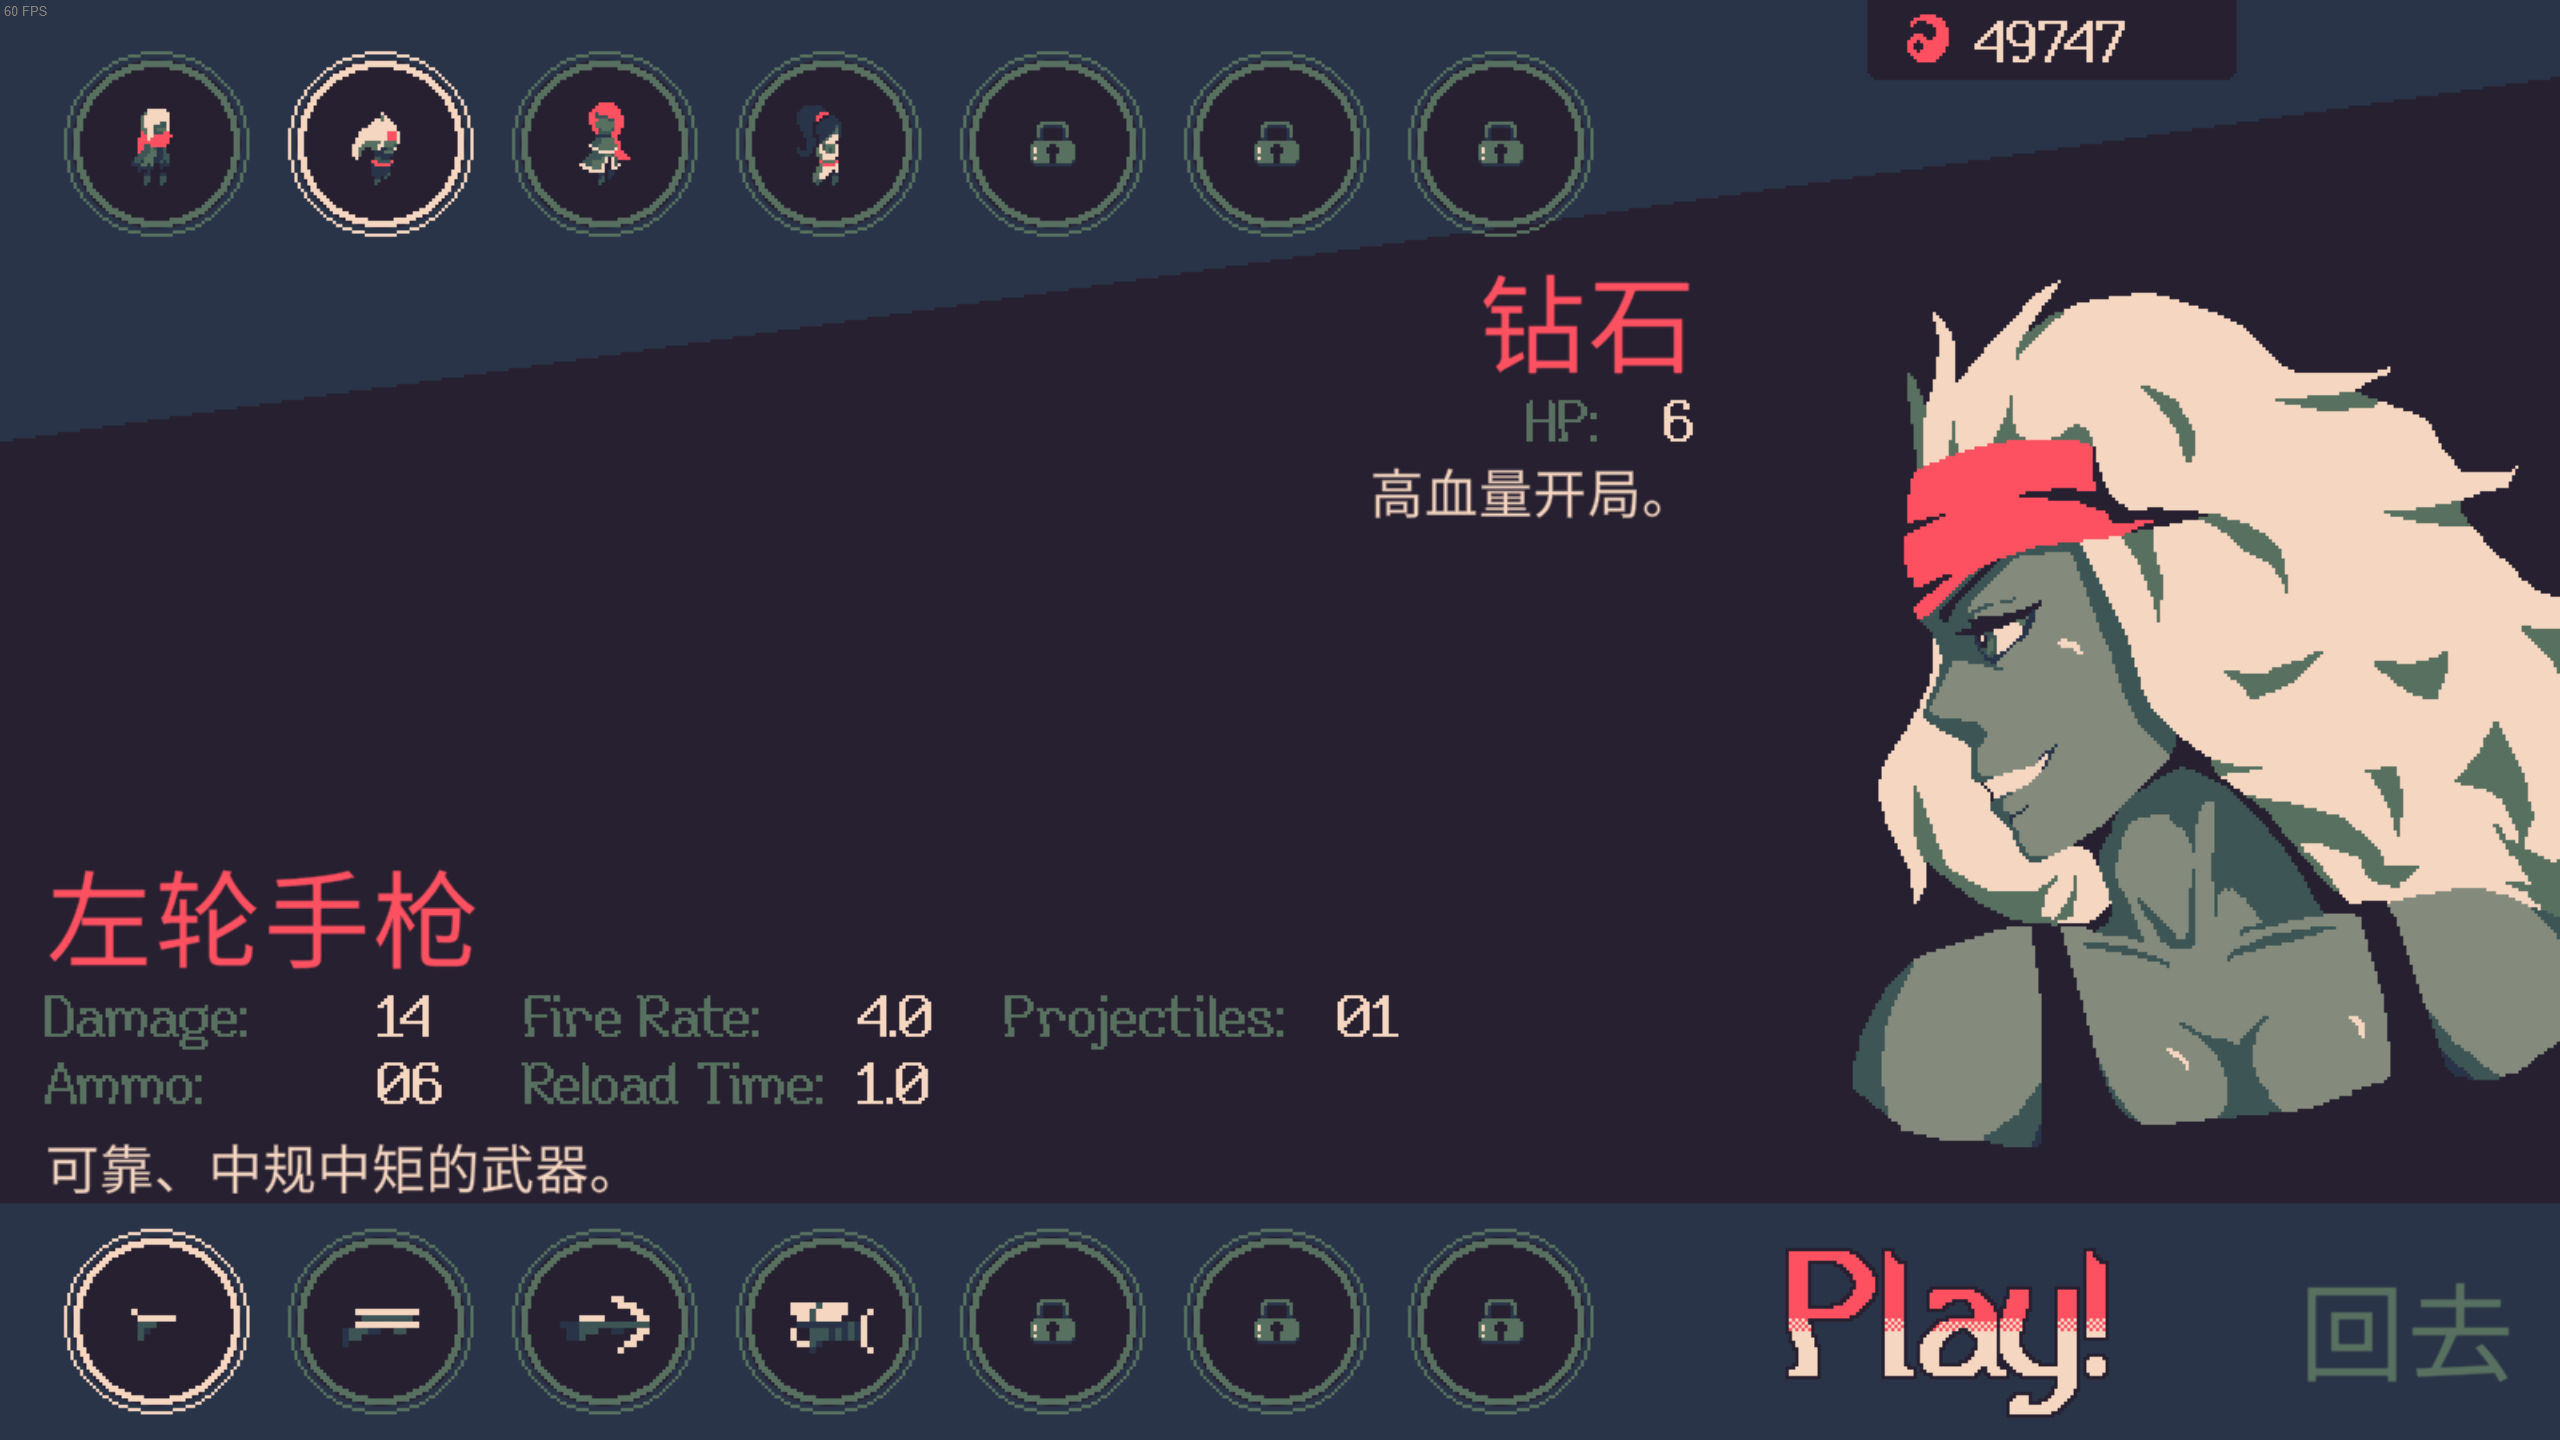 60 FPS
49747
钻石
HP: 6
高血量开局。
左轮手枪
Damage: 14 Fire Rate: 4.0 Projectiles: 01
Ammo: 06 Reload Time: 1.0
可靠、中规中矩的武器。
Play!
回去